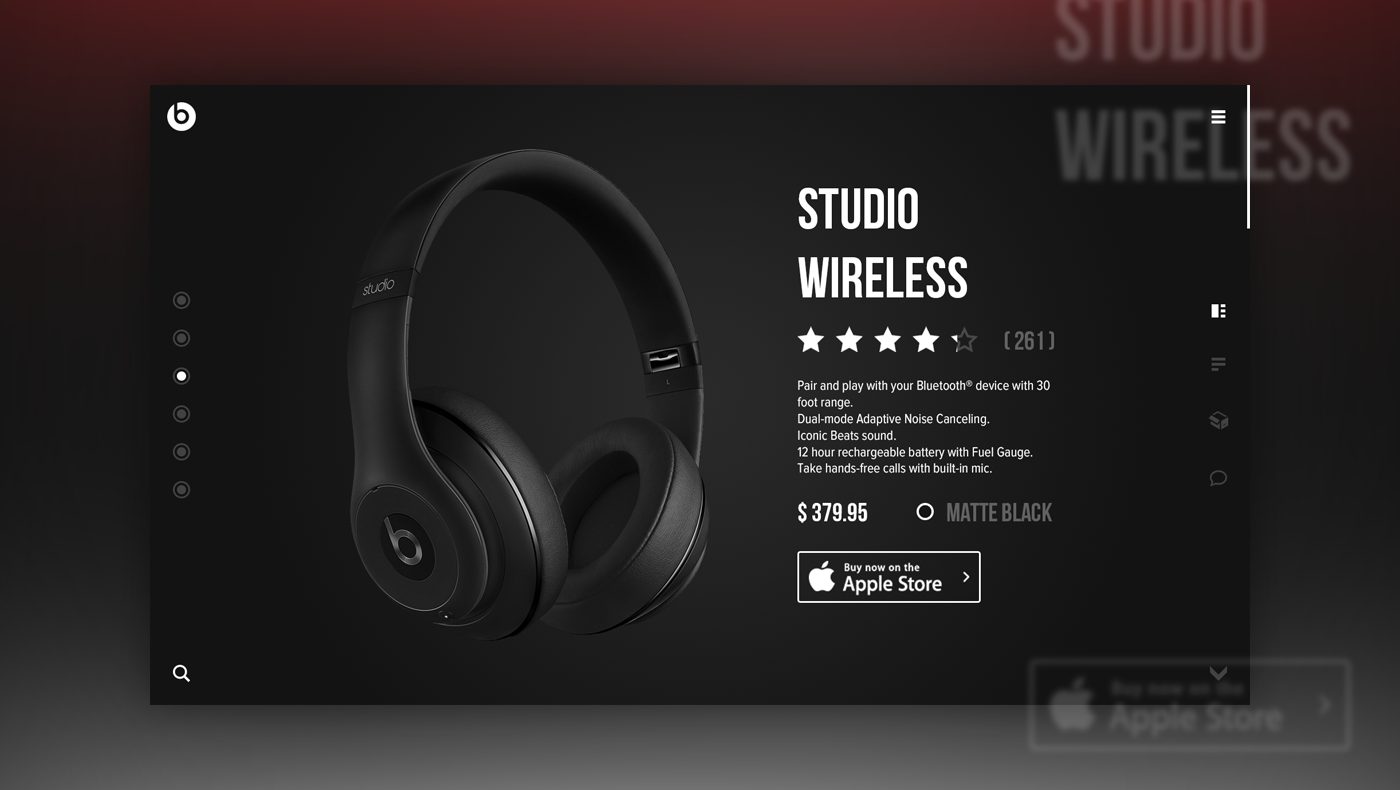 STUDIO
WIRELESS
STUDIO
WIRELESS
( 261 )
studio
L
Pair and play with your Bluetooth® device with 30
foot range.
Dual-mode Adaptive Noise Canceling.
Iconic Beats sound.
12 hour rechargeable battery with Fuel Gauge.
Take hands-free calls with built-in mic.
$ 379.95
MATTE BLACK
Buy now on the
Apple Store
Buy now on the
Apple Store